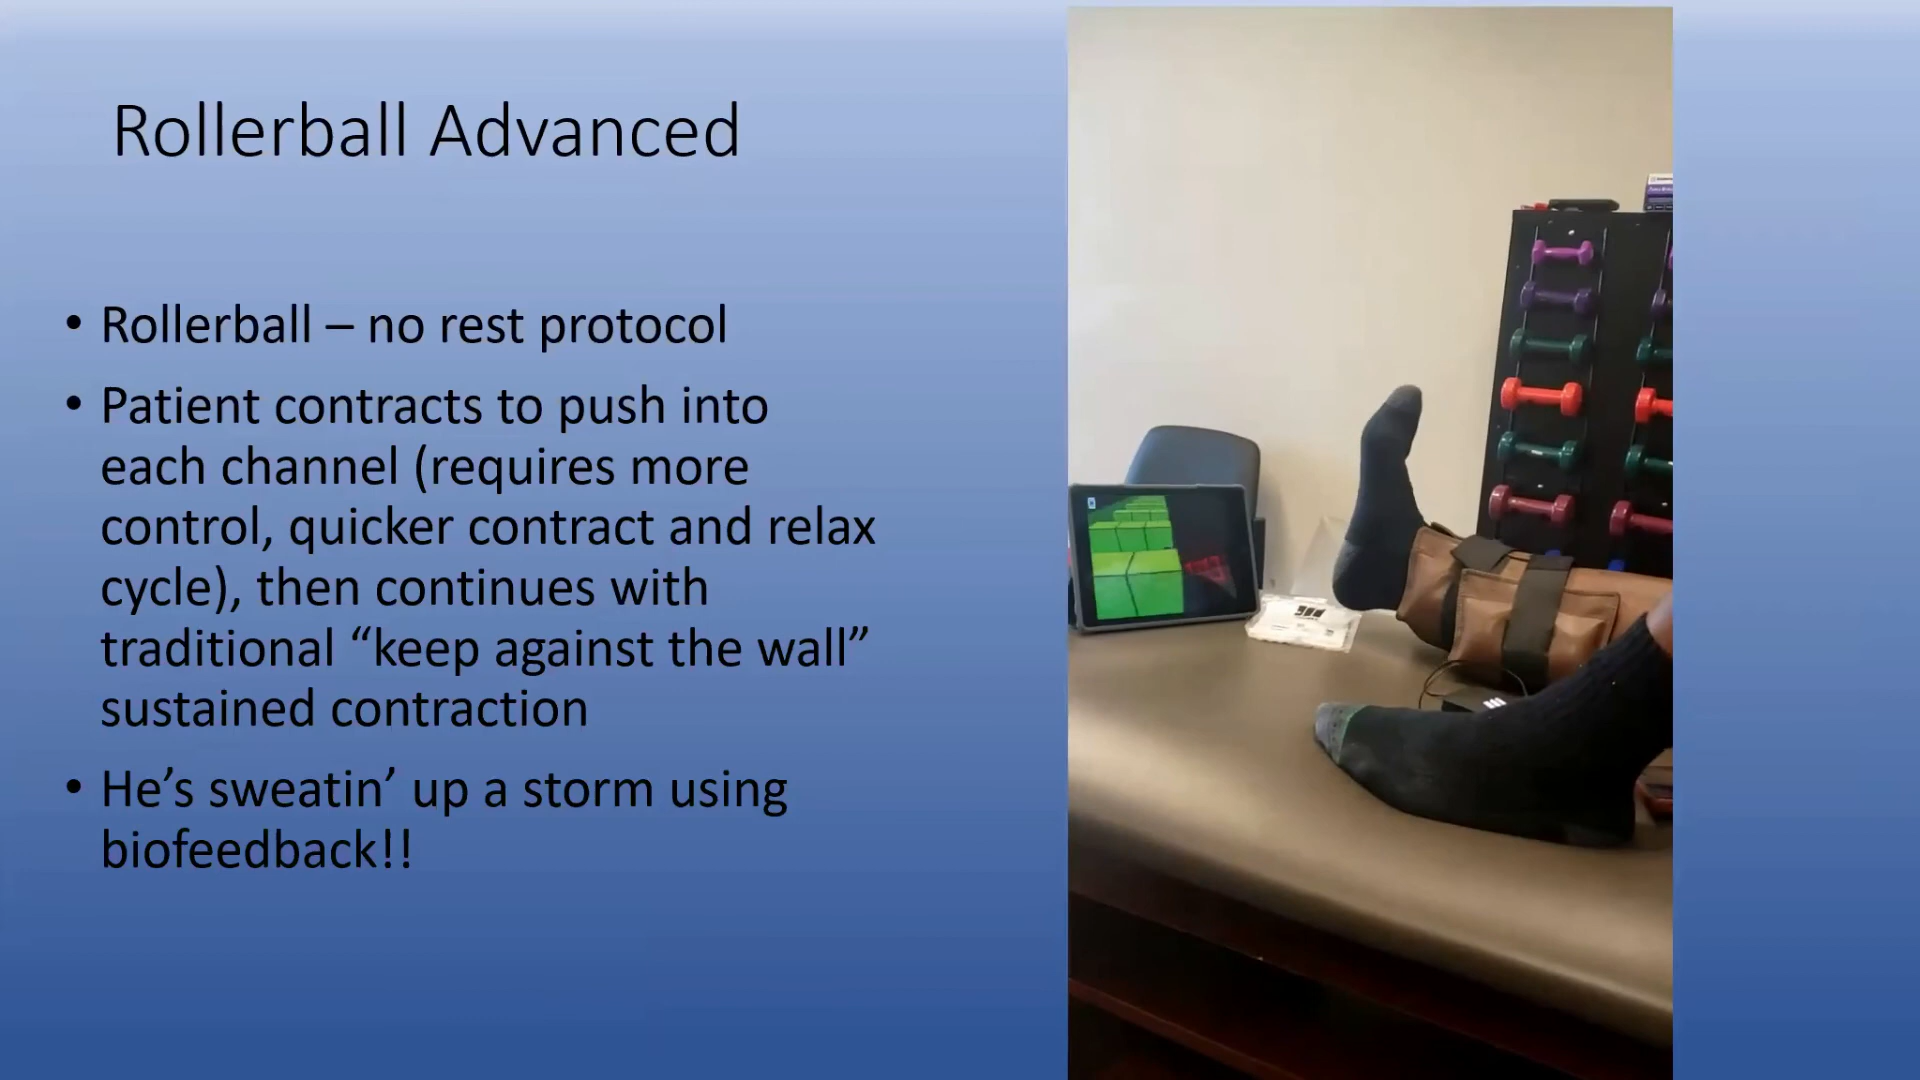 Rollerball Advanced
• Rollerball – no rest protocol
• Patient contracts to push into
each channel (requires more
control, quicker contract and relax
cycle), then continues with
traditional “keep against the wall”
sustained contraction
• He’s sweatin’ up a storm using
biofeedback!!